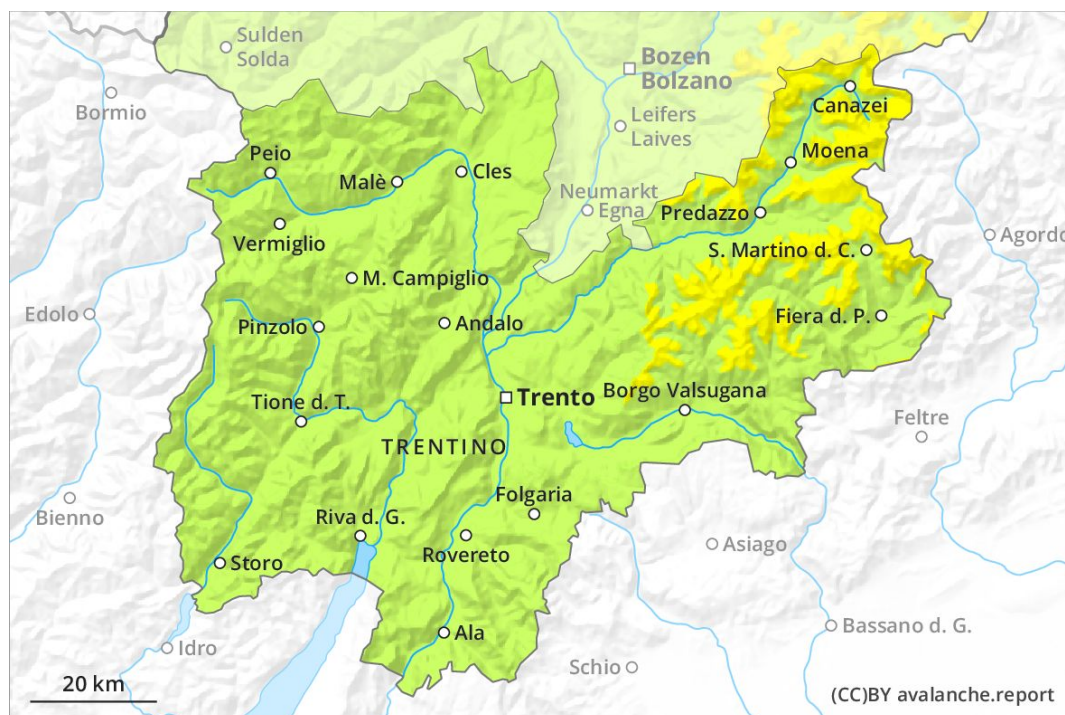 Sulden
Solda
Bozen
Bolzano
Bormio
Canazei
Leifers
Laives
Peio
Malè
Cles
Moena
Neumarkt
Egna
Predazzo
Vermiglio
Agordo
S. Martino d. C.
M. Campiglio
Edolo
Pinzolo
Andalo
Fiera d. P.
Trento
Borgo Valsugana
Tione d. T.
Feltre
TRENTINO
Bienno
Folgaria
Riva d. G.
Rovereto
Asiago
Storo
Ala
Bassano d. G.
Idro
Schio
20 km
(CC)BY avalanche.report